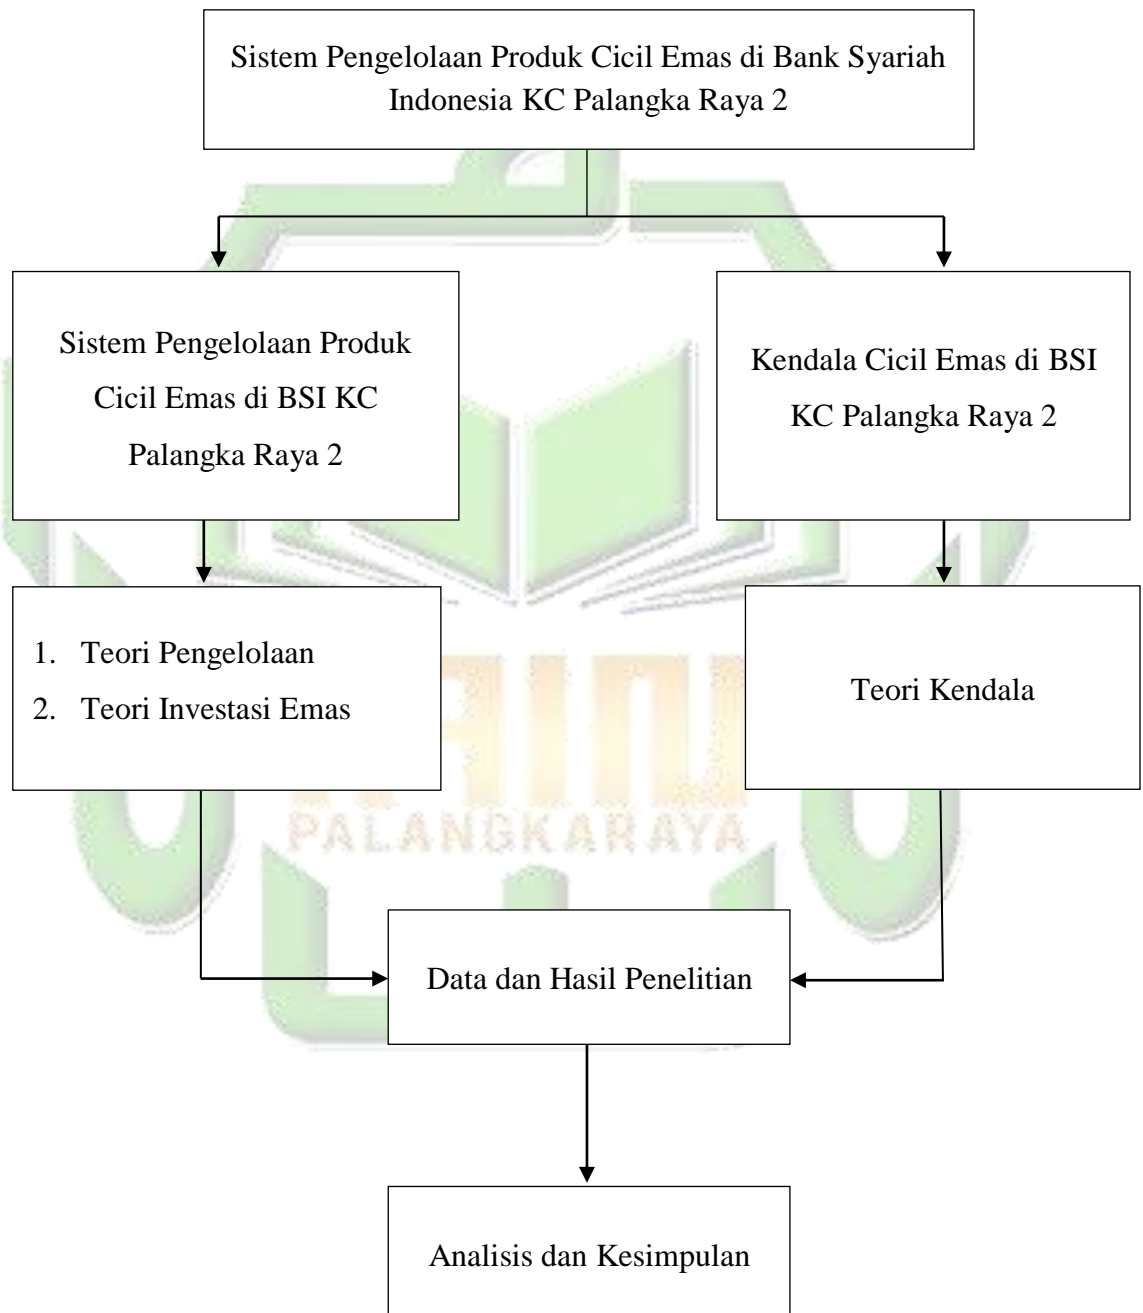 Sistem Pengelolaan Produk Cicil Emas di Bank Syariah
Indonesia KC Palangka Raya 2
Sistem Pengelolaan Produk
Cicil Emas di BSI KC
Palangka Raya 2
Kendala Cicil Emas di BSI
KC Palangka Raya 2
1. Teori Pengelolaan
2. Teori Investasi Emas
Teori Kendala
IAIN
PALANGKARAYA
Data dan Hasil Penelitian
Analisis dan Kesimpulan